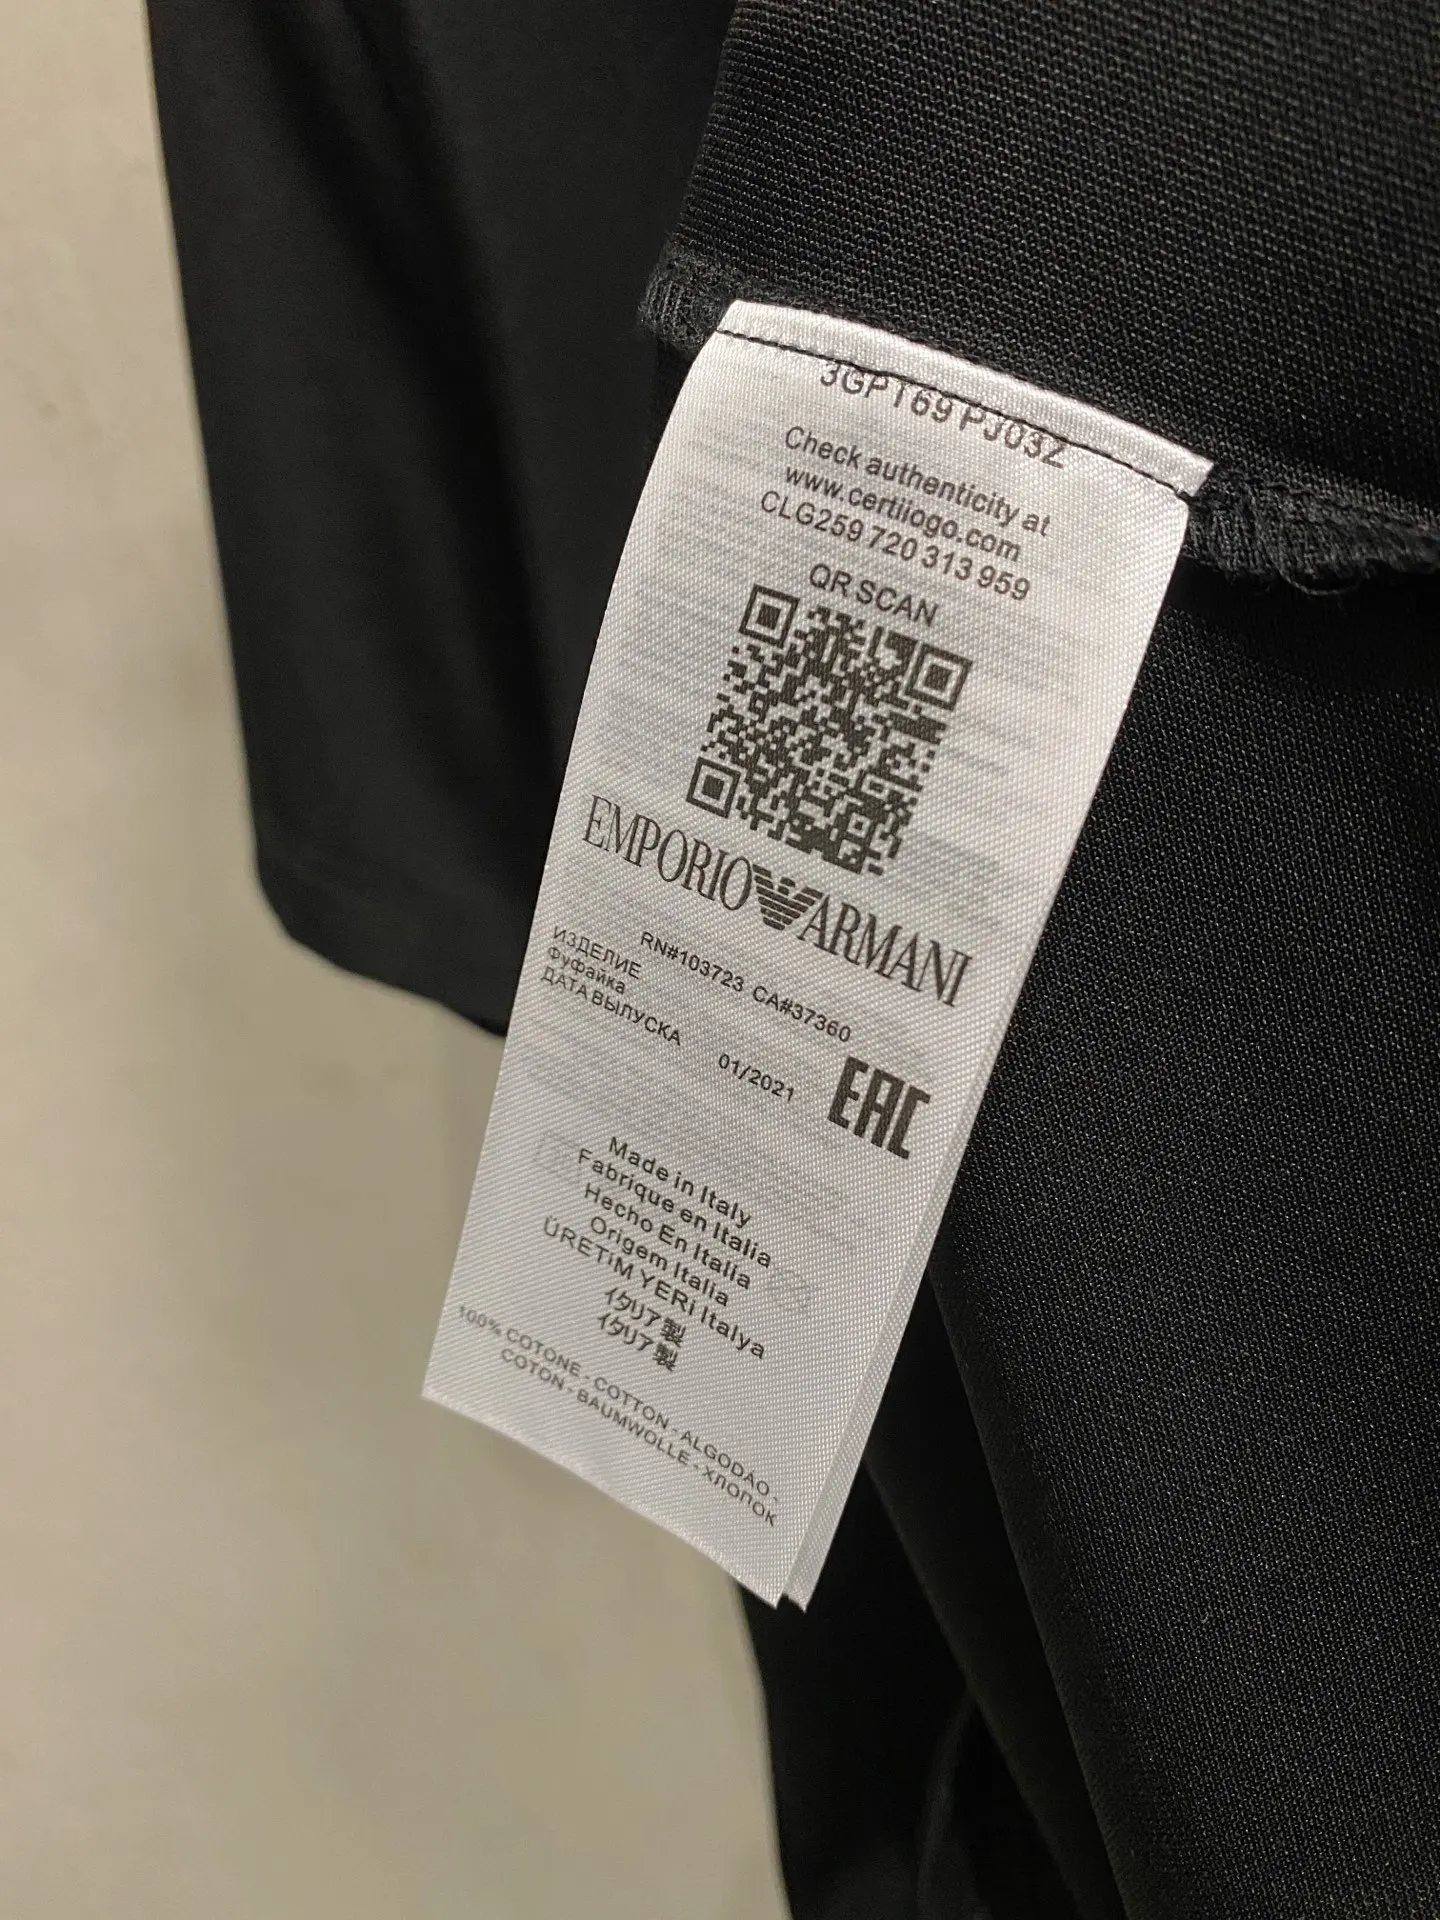 3GPT69 PJ03Z
Check authenticity at
www.certilogo.com
CLG259 720 313 959
QR SCAN
EMPORIO ARMANI
RN#103723 CA#37360
ИЗДЕЛИЕ
Фуфайка
ДАТА ВЫПУСКА 01/2021
EAC
Made in Italy
Fabrique en Italia
Hecho En Italia
Origem Italia
ÜRETiM YERi Italya
イタリア製
イタリア製
100% COTONE - COTTON - ALGODÃO -
COTON - BAUMWOLLE - ХЛОПОК